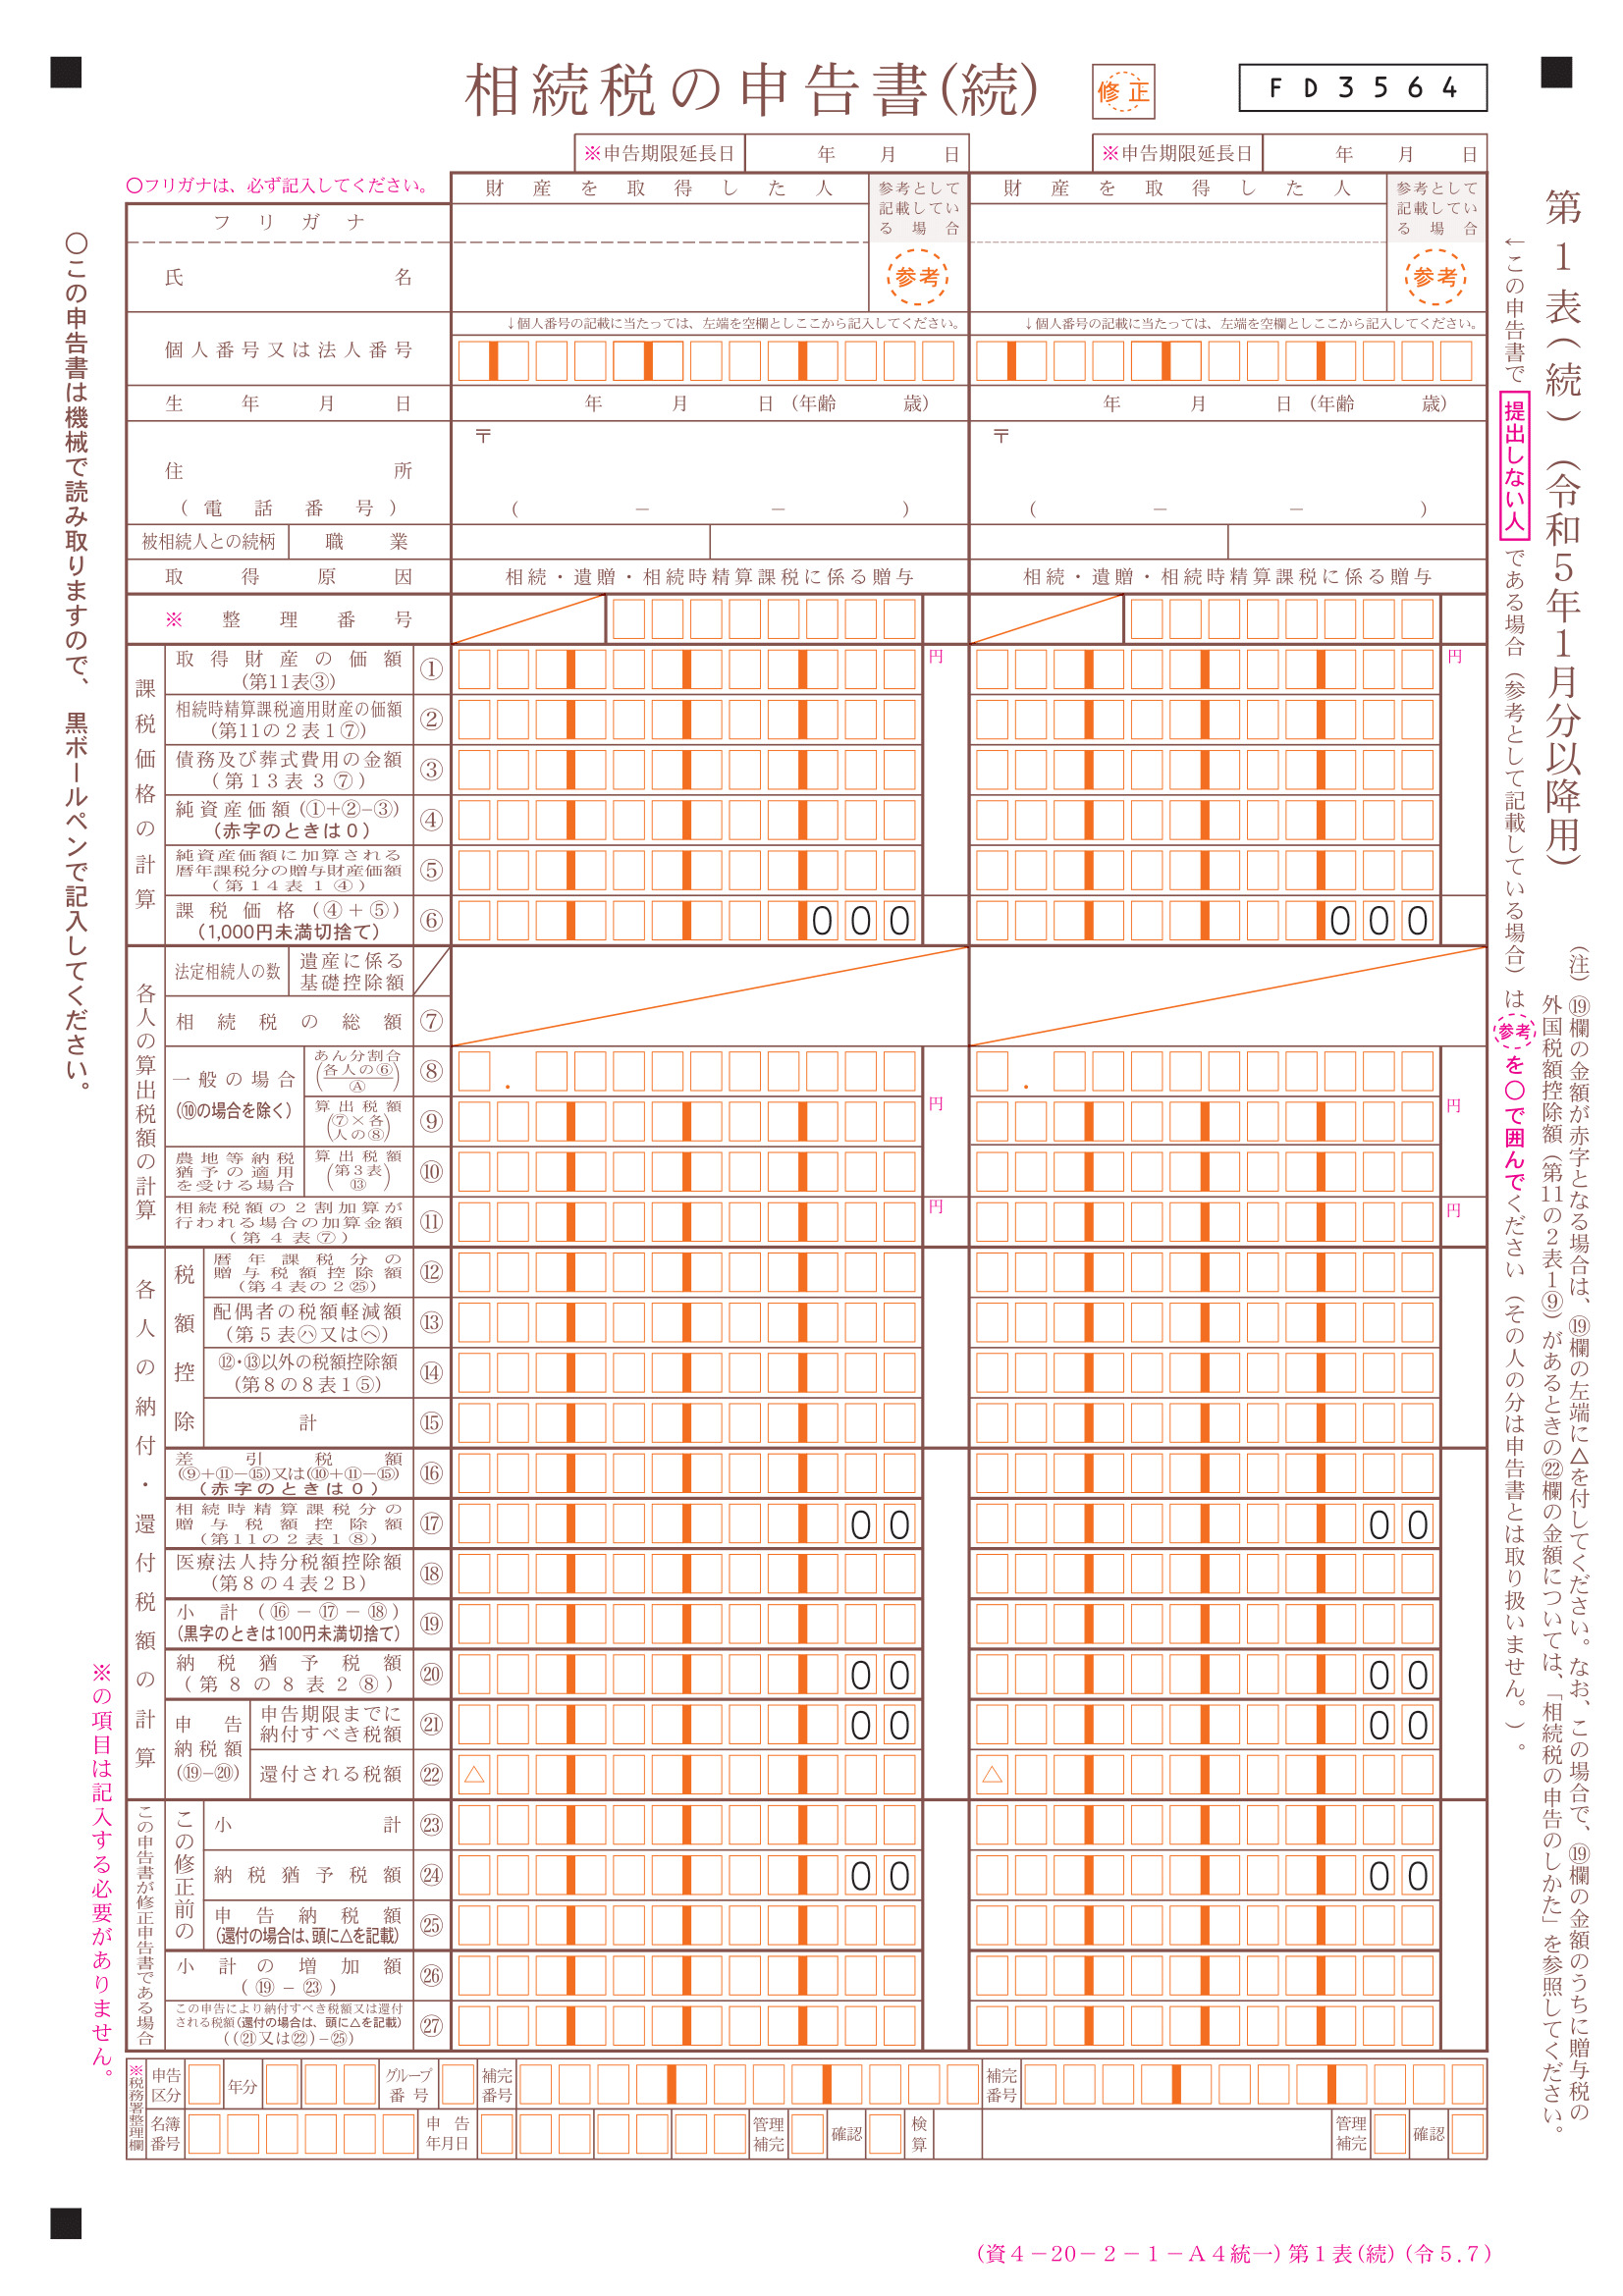 相続税の申告書(続)
修正
FD3564
※申告期限延長日 年 月 日
※申告期限延長日 年 月 日
○フリガナは、必ず記入してください。
財産を取得した人
参考として
記載してい
る場合
財産を取得した人
参考として
記載してい
る場合
フリガナ
氏名
参考
参考
↓個人番号の記載に当たっては、左端を空欄としここから記入してください。
↓個人番号の記載に当たっては、左端を空欄としここから記入してください。
個人番号又は法人番号
生年月日
年 月 日(年齢 歳)
年 月 日(年齢 歳)
〒
〒
住所
(電話番号)
( － － )
( － － )
被相続人との続柄 職業
取得原因
相続・遺贈・相続時精算課税に係る贈与
相続・遺贈・相続時精算課税に係る贈与
※ 整理番号
課税価格の計算
取得財産の価額
(第11表③)
①
円
円
相続時精算課税適用財産の価額
(第11の2表1⑦)
②
債務及び葬式費用の金額
(第13表3⑦)
③
純資産価額(①+②-③)
(赤字のときは0)
④
純資産価額に加算される
暦年課税分の贈与財産価額
(第14表1④)
⑤
課税価格(④+⑤)
(1,000円未満切捨て)
⑥
000
000
各人の算出税額の計算
法定相続人の数
遺産に係る
基礎控除額
相続税の総額
⑦
一般の場合
(⑩の場合を除く)
あん分割合
(各人の⑥/Ⓐ)
⑧
.
.
算出税額
(⑦×各
人の⑧)
⑨
円
円
農地等納税
猶予の適用
を受ける場合
算出税額
(第3表
⑬)
⑩
相続税額の2割加算が
行われる場合の加算金額
(第4表⑦)
⑪
円
円
各人の納付・還付税額の計算
税額控除
暦年課税分の
贈与税額控除額
(第4表の2㉕)
⑫
配偶者の税額軽減額
(第5表㋩又は㋬)
⑬
⑫・⑬以外の税額控除額
(第8の8表1⑤)
⑭
計
⑮
差引税額
(⑨+⑪-⑮)又は(⑩+⑪-⑮)
(赤字のときは0)
⑯
相続時精算課税分の
贈与税額控除額
(第11の2表1⑧)
⑰
00
00
医療法人持分税額控除額
(第8の4表2B)
⑱
小計(⑯-⑰-⑱)
(黒字のときは100円未満切捨て)
⑲
納税猶予税額
(第8の8表2⑧)
⑳
00
00
申告
納税額
(⑲-⑳)
申告期限までに
納付すべき税額
㉑
00
00
還付される税額
㉒
△
△
この申告書が修正申告書である場合
この修正前の
小計
㉓
納税猶予税額
㉔
00
00
申告納税額
(還付の場合は、頭に△を記載)
㉕
小計の増加額
(⑲-㉓)
㉖
この申告により納付すべき税額又は還付
される税額(還付の場合は、頭に△を記載)
((㉑又は㉒)-㉕)
㉗
※税務署整理欄
申告
区分
年分
グループ
番号
補完
番号
補完
番号
名簿
番号
申告
年月日
管理
補完
確認
検算
管理
補完
確認
(資4－20－2－1－A4統一)第1表(続)(令5.7)
○この申告書は機械で読み取りますので、黒ボールペンで記入してください。
※の項目は記入する必要がありません。
第1表(続)(令和5年1月分以降用)
←この申告書で提出しない人である場合(参考として記載している場合)は参考を○で囲んでください(その人の分は申告書とは取り扱いません。)。
(注)⑲欄の金額が赤字となる場合は、⑲欄の左端に△を付してください。なお、この場合で、⑲欄の金額のうちに贈与税の
外国税額控除額(第11の2表1⑨)があるときの㉒欄の金額については、「相続税の申告のしかた」を参照してください。